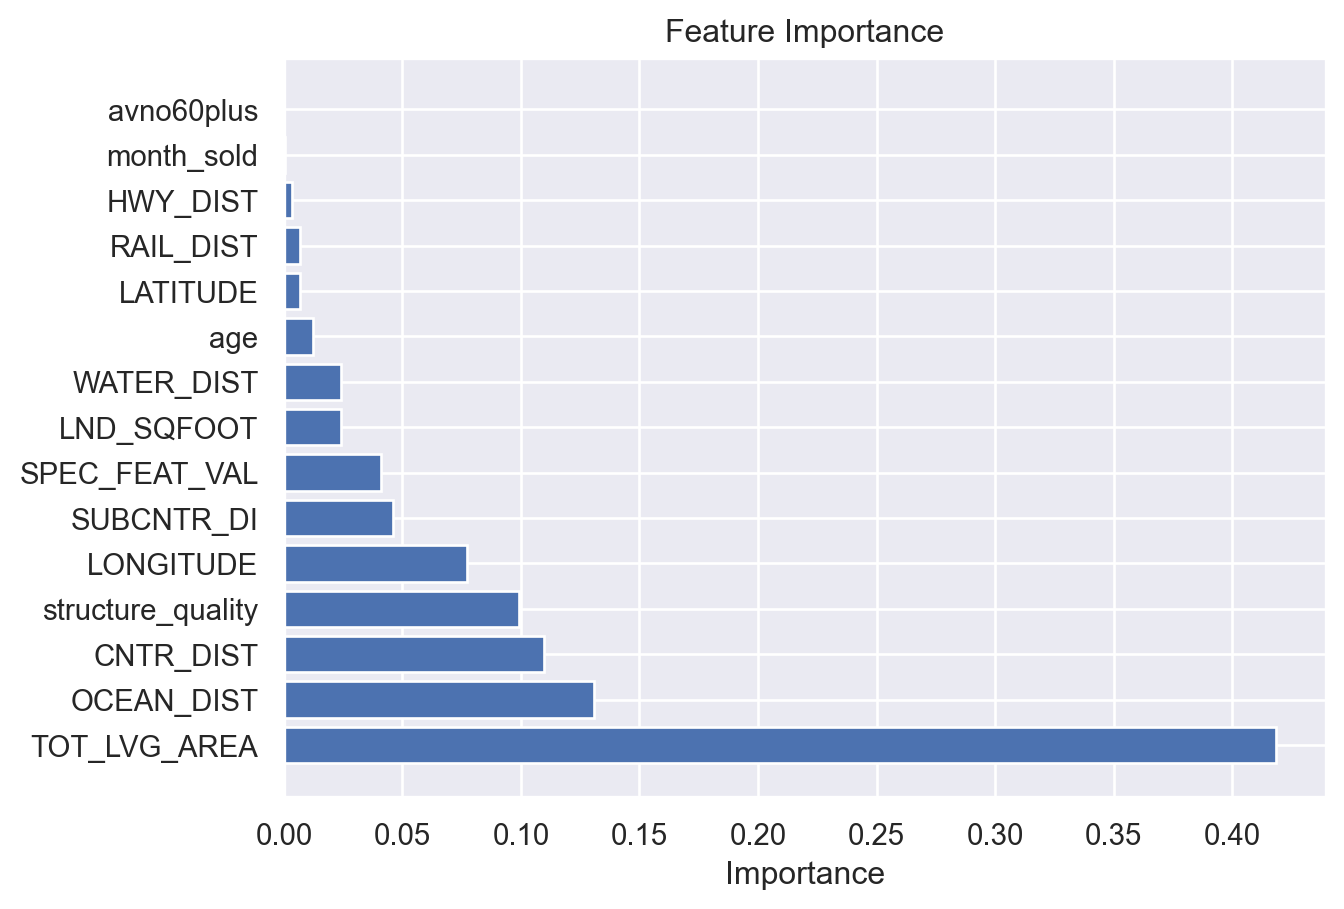 Feature Importance
avno60plus
month_sold
HWY_DIST
RAIL_DIST
LATITUDE
age
WATER_DIST
LND_SQFOOT
SPEC_FEAT_VAL
SUBCNTR_DI
LONGITUDE
structure_quality
CNTR_DIST
OCEAN_DIST
TOT_LVG_AREA
0.00 0.05 0.10 0.15 0.20 0.25 0.30 0.35 0.40
Importance